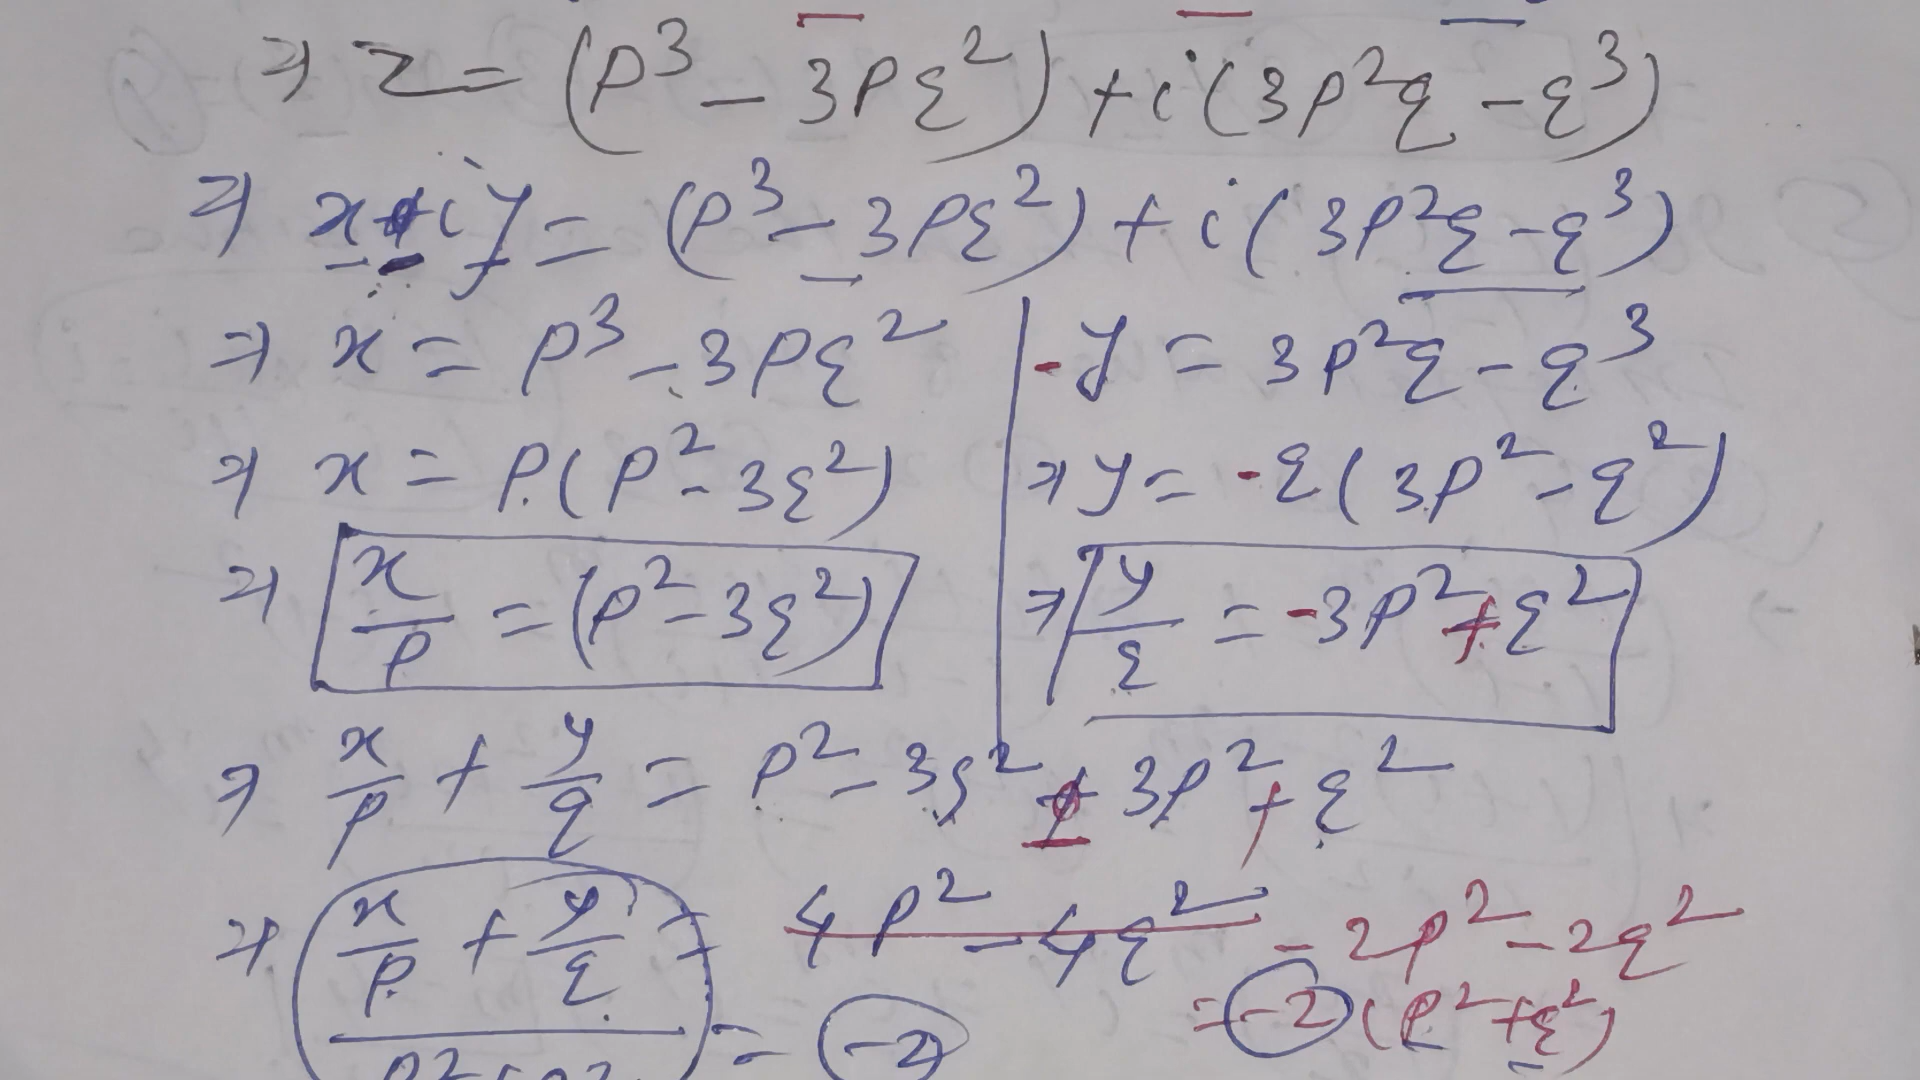 ⇒ z = (p³ - 3pq²) + i(3p²q - q³)
⇒ x - iy = (p³ - 3pq²) + i(3p²q - q³)
⇒ x = p³ - 3pq² | -y = 3p²q - q³
⇒ x = p.(p² - 3q²) ⇒ y = -q(3p² - q²)
⇒ x/p = (p² - 3q²) ⇒ y/q = -3p² + q²
⇒ x/p + y/q = p² - 3q² - 3p² + q²
⇒ x/p + y/q = 4p² - 4q² - 2p² - 2q²
= -2(p² + q²)
= -2